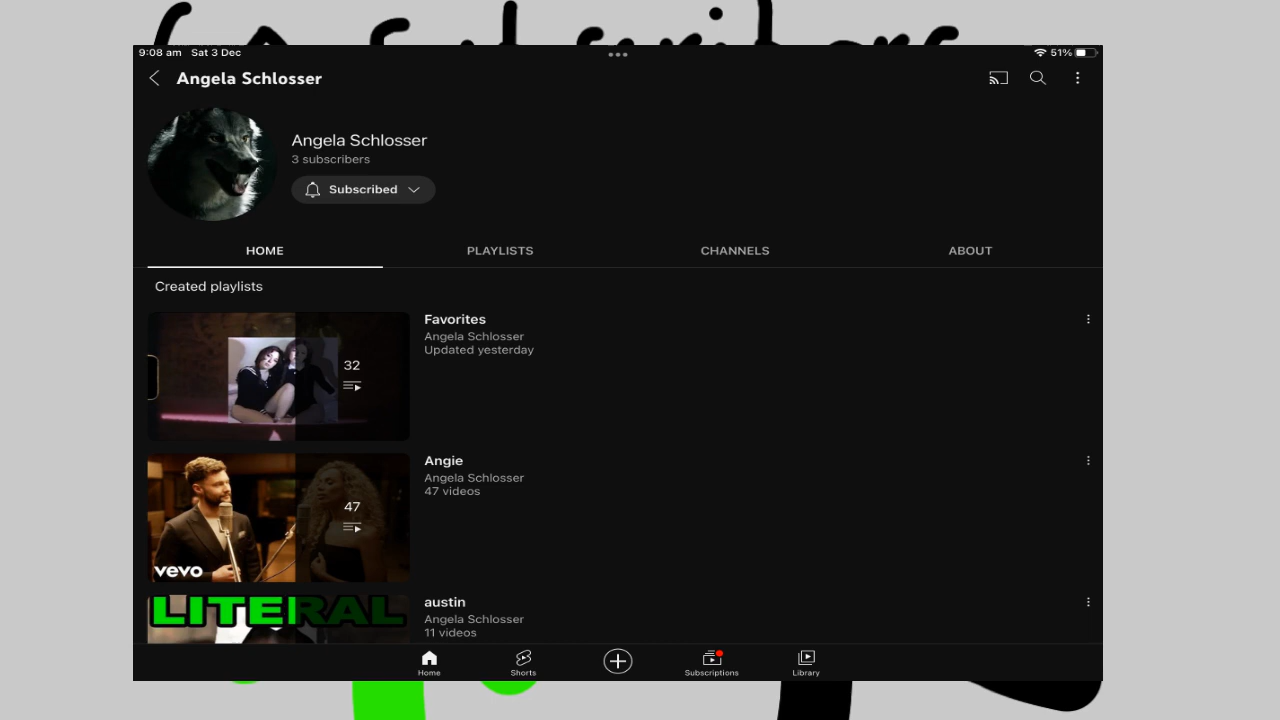 9:08 am Sat 3 Dec
51%
Angela Schlosser
Angela Schlosser
3 subscribers
Subscribed
HOME PLAYLISTS CHANNELS ABOUT
Created playlists
32
Favorites
Angela Schlosser
Updated yesterday
47
vevo
Angie
Angela Schlosser
47 videos
LITERAL
austin
Angela Schlosser
11 videos
Home Shorts Subscriptions Library